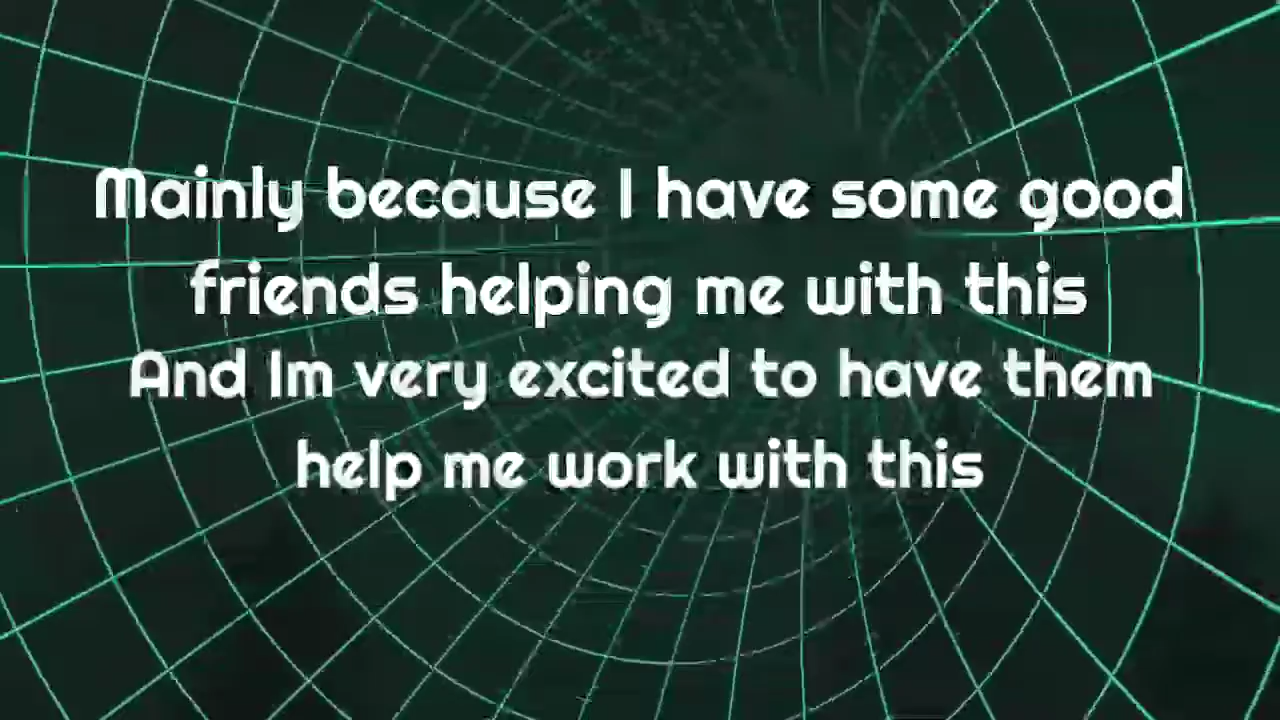 Mainly because I have some good
friends helping me with this
And Im very excited to have them
help me work with this